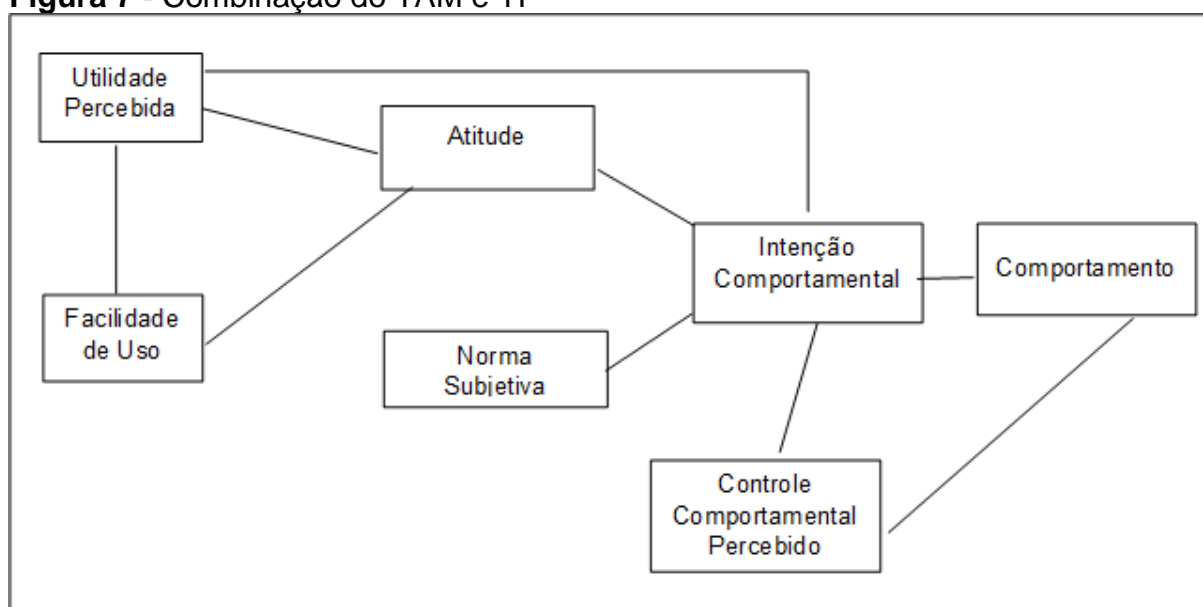 Figura 7 - Combinação do TAM e
Utilidade
Percebida
Atitude
Intenção
Comportamental
Comportamento
Facilidade
de Uso
Norma
Subjetiva
Controle
Comportamental
Percebido